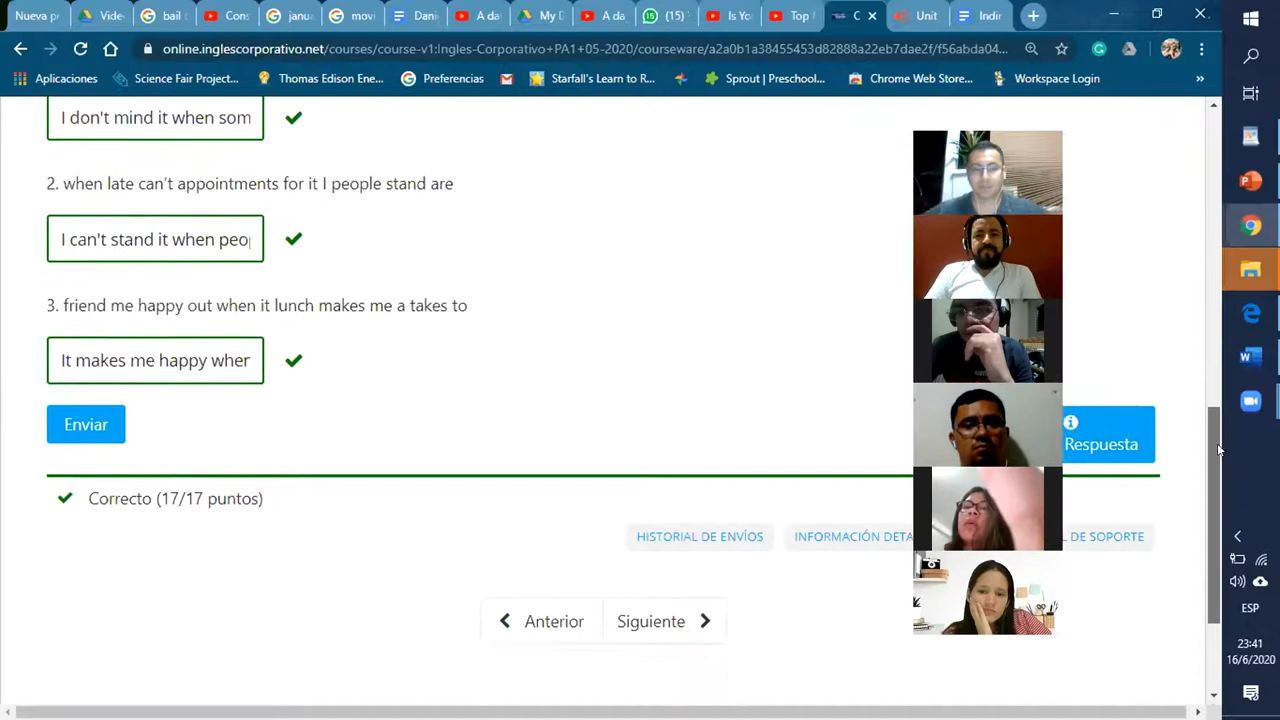 Nueva p
Vide
bail
Cons
janua
movi
Dani
A da
My D
A da
(15)
Is Yo
Top f
C
Unit
Indir
online.inglescorporativo.net/courses/course-v1:Ingles-Corporativo+PA1+05-2020/courseware/a2a0b1a38455453d82888a22eb7dae2f/f56abda04...
Aplicaciones
Science Fair Project...
Thomas Edison Ene...
Preferencias
Starfall's Learn to R...
Sprout | Preschool...
Chrome Web Store...
Workspace Login
»
I don't mind it when som
2. when late can't appointments for it I people stand are
I can't stand it when peo
3. friend me happy out when it lunch makes me a takes to
It makes me happy when
Enviar
Respuesta
Correcto (17/17 puntos)
HISTORIAL DE ENVÍOS
INFORMACIÓN DETA
L DE SOPORTE
Anterior
Siguiente
ESP
23:41
16/6/2020